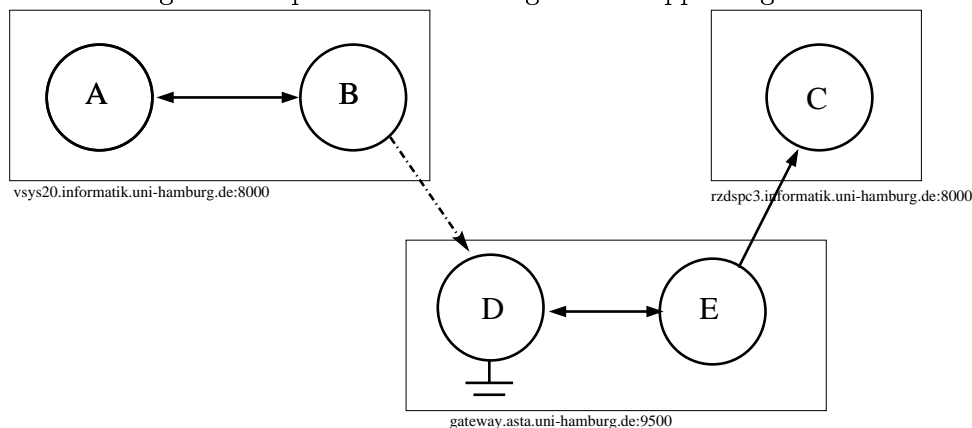 A
B
C
vsys20.informatik.uni-hamburg.de:8000
rzdspc3.informatik.uni-hamburg.de:8000
D
E
gateway.asta.uni-hamburg.de:9500